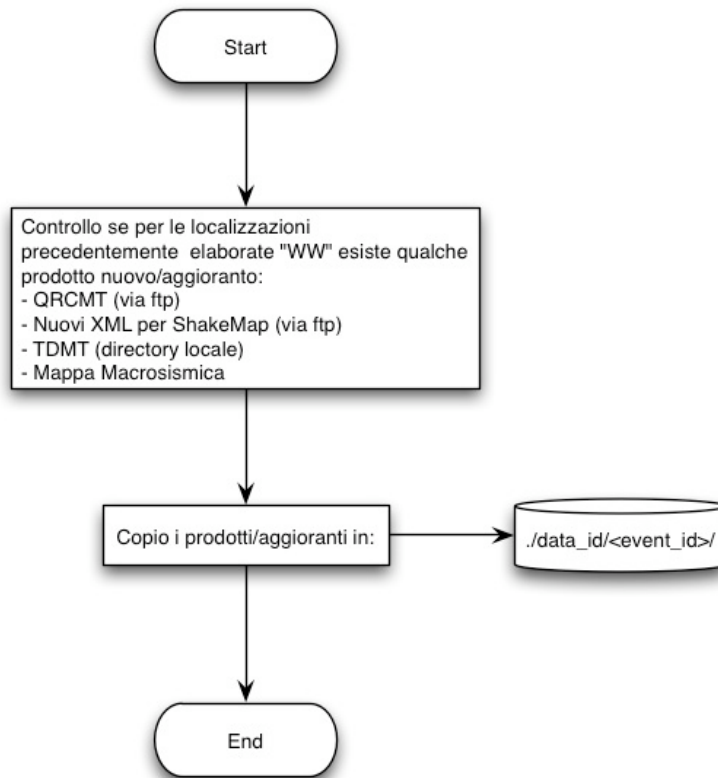 Start
Controllo se per le localizzazioni
precedentemente elaborate "WW" esiste qualche
prodotto nuovo/aggioranto:
- QRCMT (via ftp)
- Nuovi XML per ShakeMap (via ftp)
- TDMT (directory locale)
- Mappa Macrosismica
Copio i prodotti/aggioranti in:
./data_id/<event_id>/
End